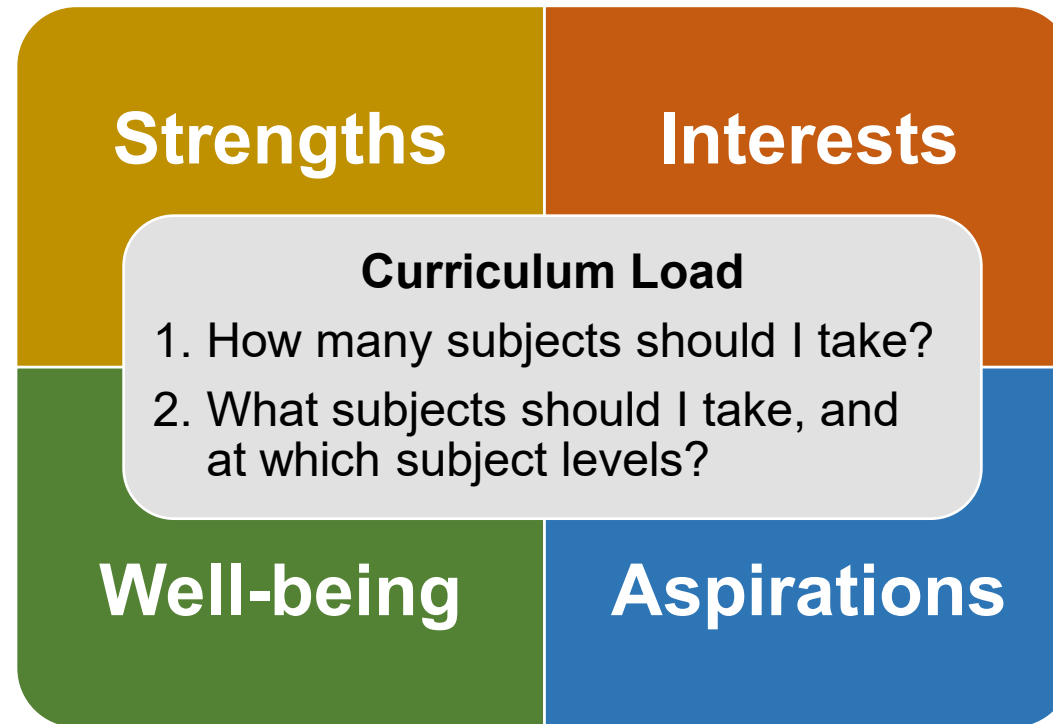 Strengths
Interests
Curriculum Load
1. How many subjects should I take?
2. What subjects should I take, and
at which subject levels?
Well-being
Aspirations